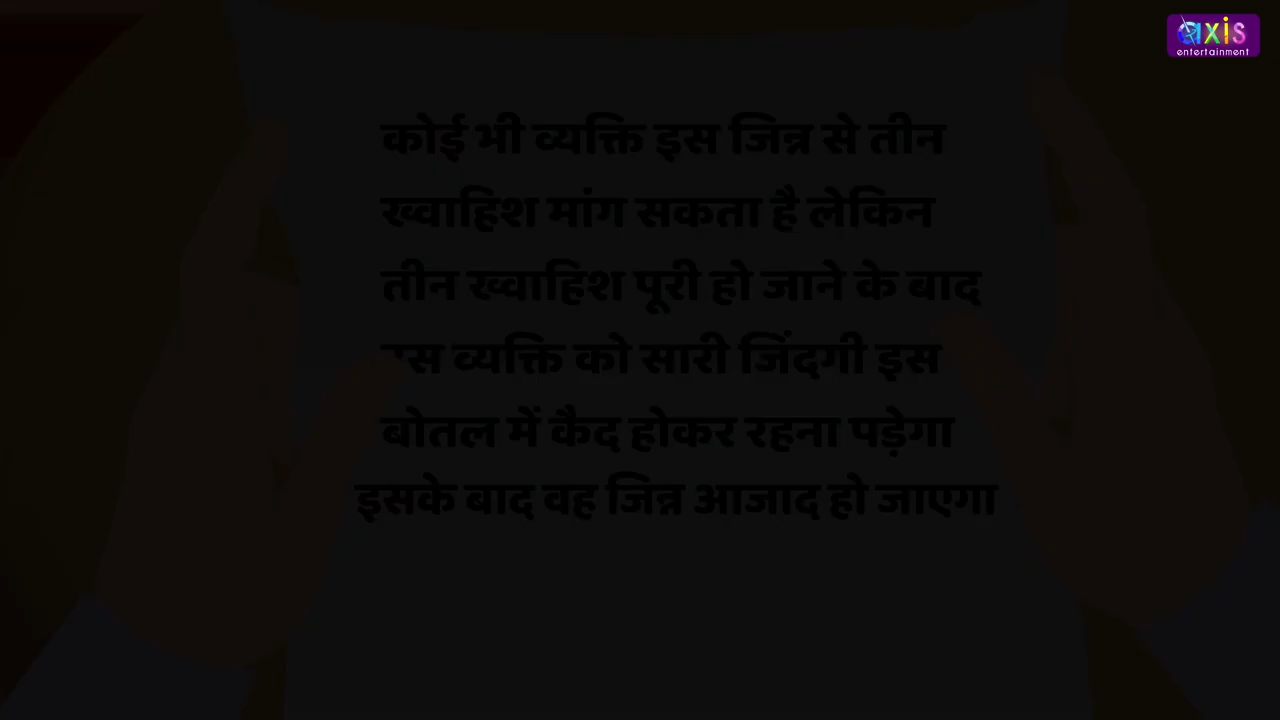 axis
entertainment
कोई भी व्यक्ति इस जिन्न से तीन
ख्वाहिश मांग सकता है लेकिन
तीन ख्वाहिश पूरी हो जाने के बाद
व्यक्ति को सारी जिंदगी इस
बोतल में कैद होकर रहना पड़ेगा
इसके बाद वह जिन्न आजाद हो जाएगा